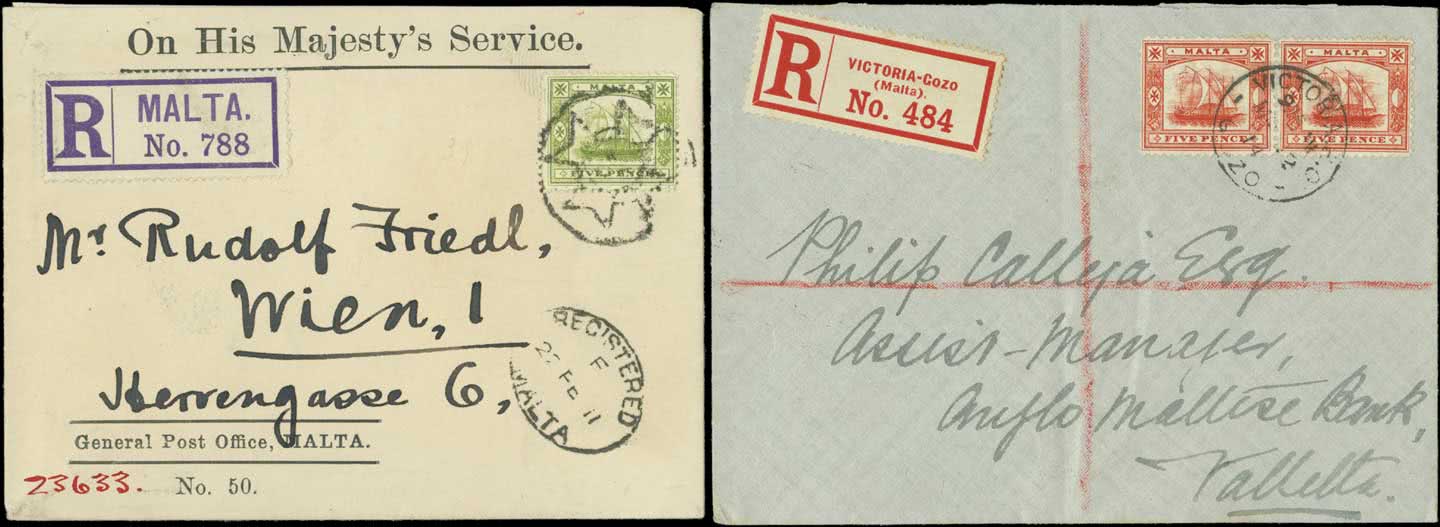 On His Majesty's Service.
R MALTA.
No. 788
MALTA
FIVE PENCE
Mr Rudolf Friedl,
Wien, 1
Herrengasse 6,
REGISTERED
MALTA
General Post Office, MALTA.
23633. No. 50.
R VICTORIA-Gozo
(Malta).
No. 484
MALTA
FIVE PENCE
MALTA
FIVE PENCE
Philip Calleja Esq.
Assist-Manager,
Anglo Maltese Bank,
Valletta.